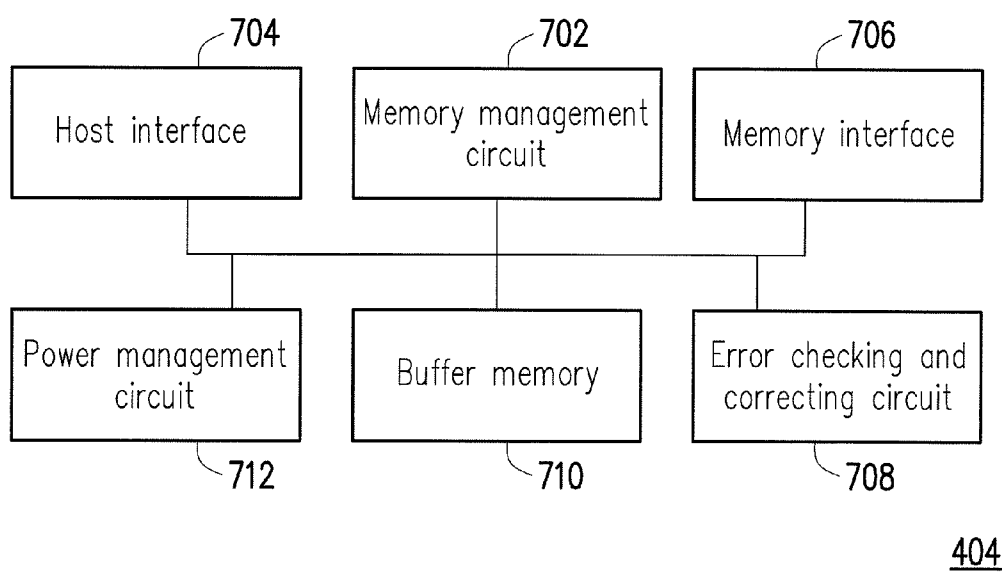 704
702
706
Host interface
Memory management
circuit
Memory interface
Power management
circuit
Buffer memory
Error checking and
correcting circuit
712
710
708
404